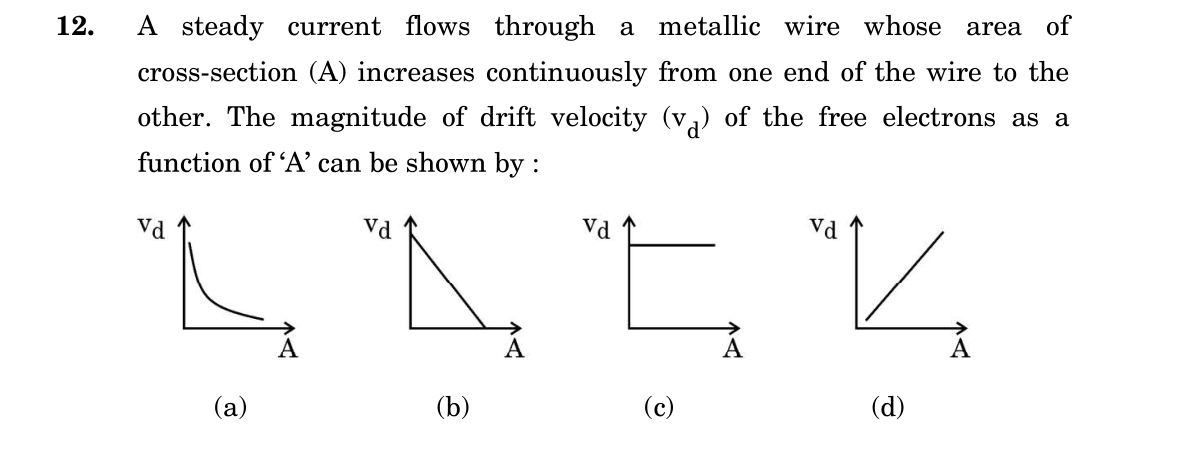 12. A steady current flows through a metallic wire whose area of
cross-section (A) increases continuously from one end of the wire to the
other. The magnitude of drift velocity (v_d) of the free electrons as a
function of ‘A’ can be shown by :
Vd Vd Vd Vd
A A A A
(a) (b) (c) (d)